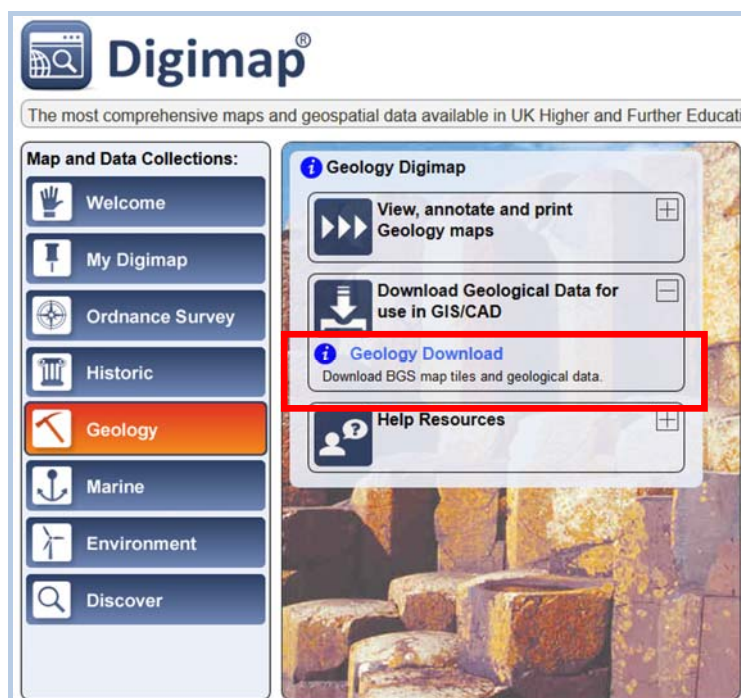 Digimap®
The most comprehensive maps and geospatial data available in UK Higher and Further
Map and Data Collections:
Welcome
My Digimap
Ordnance Survey
Historic
Geology
Marine
Environment
Discover
i Geology Digimap
View, annotate and print
Geology maps
Download Geological Data for
use in GIS/CAD
i Geology Download
Download BGS map tiles and geological data.
Help Resources